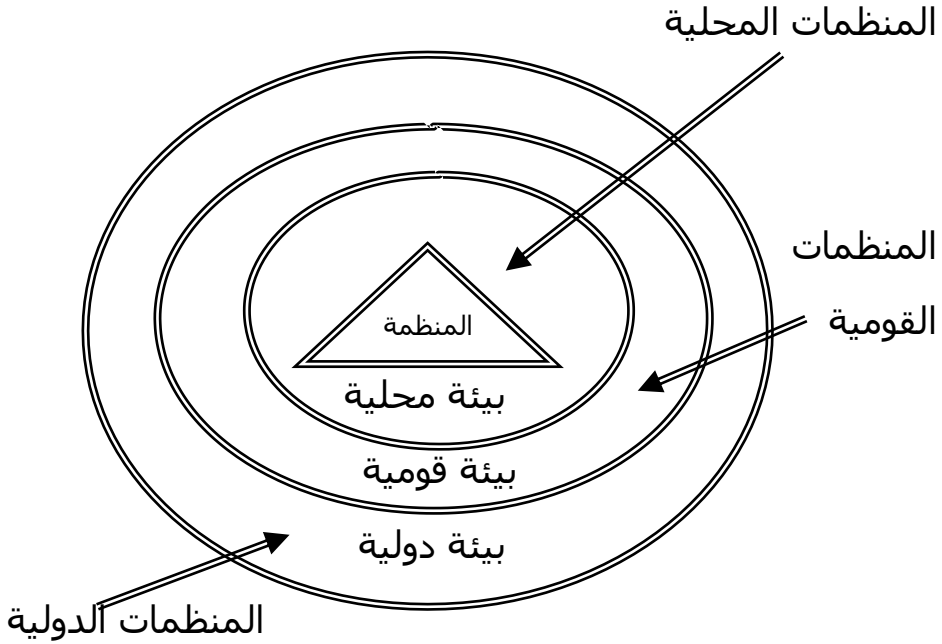 المنظمات المحلية
المنظمات
القومية
المنظمة
بيئة محلية
بيئة قومية
بيئة دولية
المنظمات الدولية